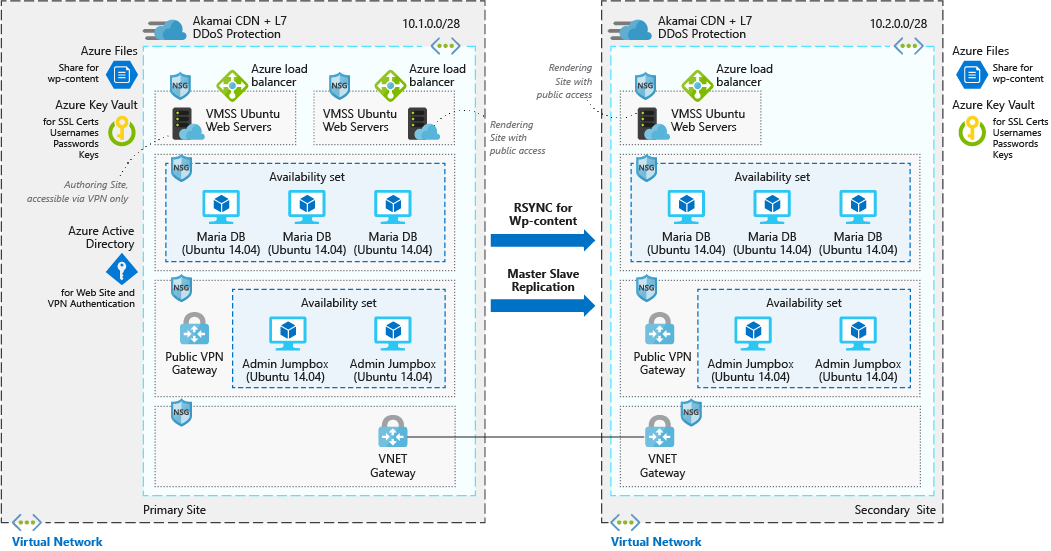 Akamai CDN + L7
DDoS Protection
10.1.0.0/28
Azure Files
Share for
wp-content
Azure Key Vault
for SSL Certs
Usernames
Passwords
Keys
Authoring Site,
accessible via VPN only
Azure Active
Directory
for Web Site and
VPN Authentication
NSG
Azure load
balancer
VMSS Ubuntu
Web Servers
NSG
Azure load
balancer
VMSS Ubuntu
Web Servers
Rendering
Site with
public access
NSG
Availability set
Maria DB
(Ubuntu 14.04)
Maria DB
(Ubuntu 14.04)
Maria DB
(Ubuntu 14.04)
NSG
Public VPN
Gateway
Availability set
Admin Jumpbox
(Ubuntu 14.04)
Admin Jumpbox
(Ubuntu 14.04)
NSG
VNET
Gateway
Primary Site
Virtual Network
RSYNC for
Wp-content
Master Slave
Replication
Akamai CDN + L7
DDoS Protection
10.2.0.0/28
Rendering
Site with
public access
NSG
Azure load
balancer
VMSS Ubuntu
Web Servers
NSG
Availability set
Maria DB
(Ubuntu 14.04)
Maria DB
(Ubuntu 14.04)
Maria DB
(Ubuntu 14.04)
NSG
Public VPN
Gateway
Availability set
Admin Jumpbox
(Ubuntu 14.04)
Admin Jumpbox
(Ubuntu 14.04)
NSG
VNET
Gateway
Secondary Site
Virtual Network
Azure Files
Share for
wp-content
Azure Key Vault
for SSL Certs
Usernames
Passwords
Keys